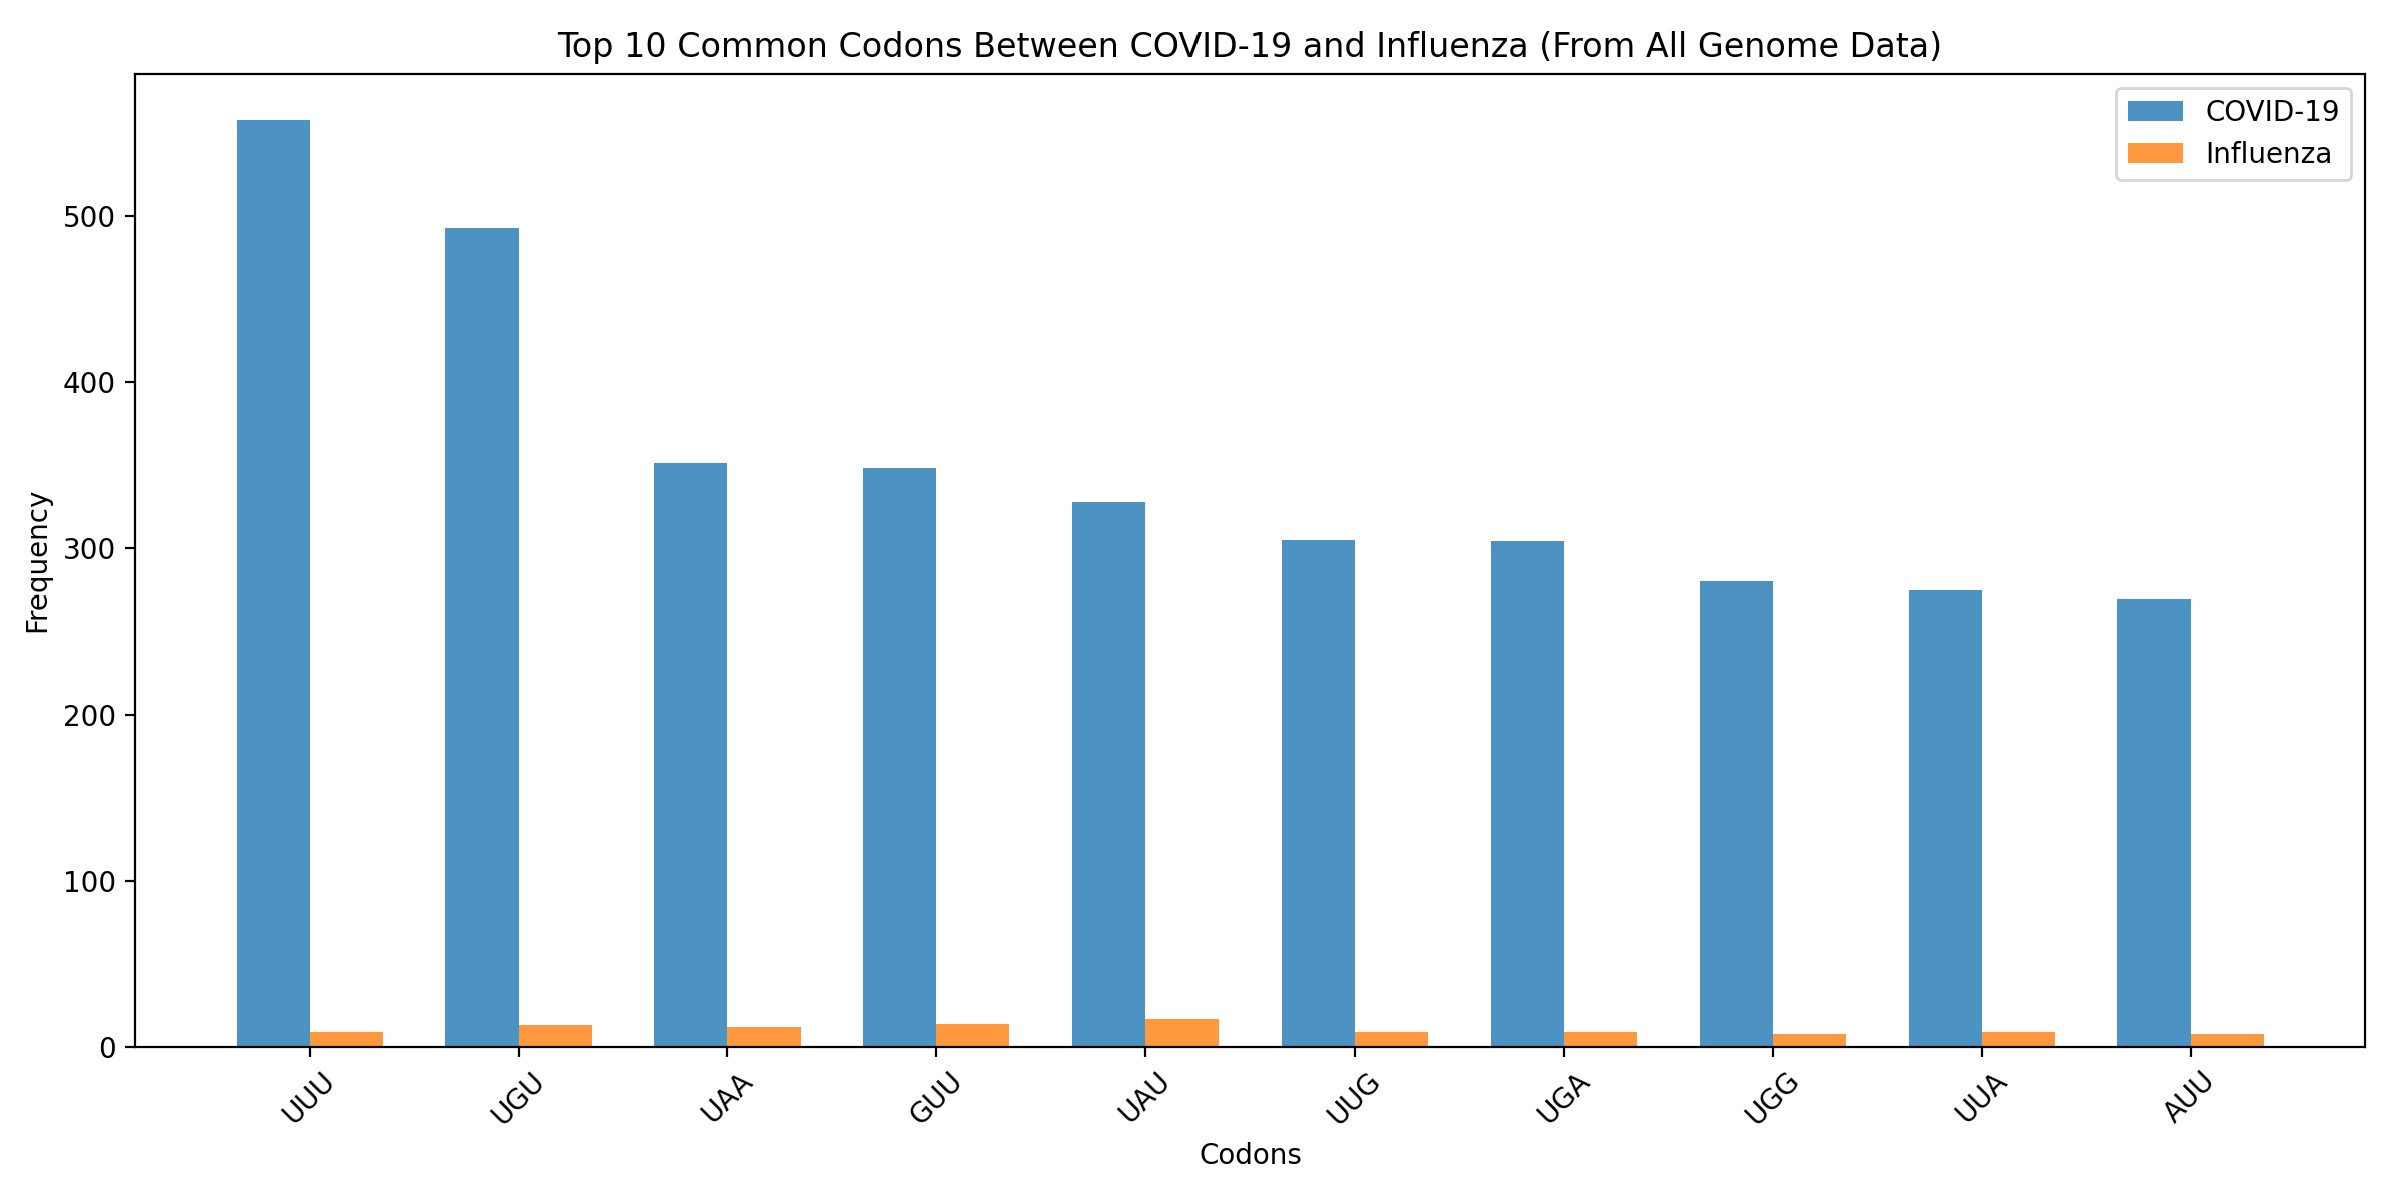 Top 10 Common Codons Between COVID-19 and Influenza (From All Genome Data)
COVID-19
Influenza
Frequency
500
400
300
200
100
0
UUU UGU UAA GUU UAU UUG UGA UGG UUA AUU
Codons